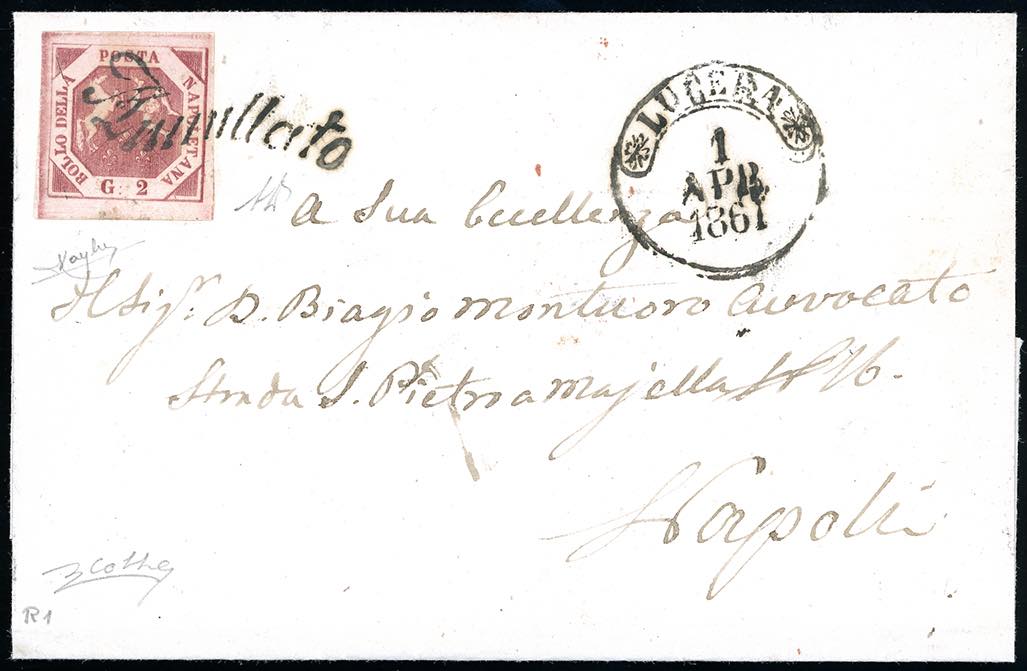 POSTA
NAPOLETANA
BOLLO DELLA
G. 2
Annullato
LUCERA
1
APR.
1861
A Sua Eccellenza
Il Sigr. D. Biagio Montuoro Avvocato
Strada S. Pietro a Majella N 16.
Napoli
R1